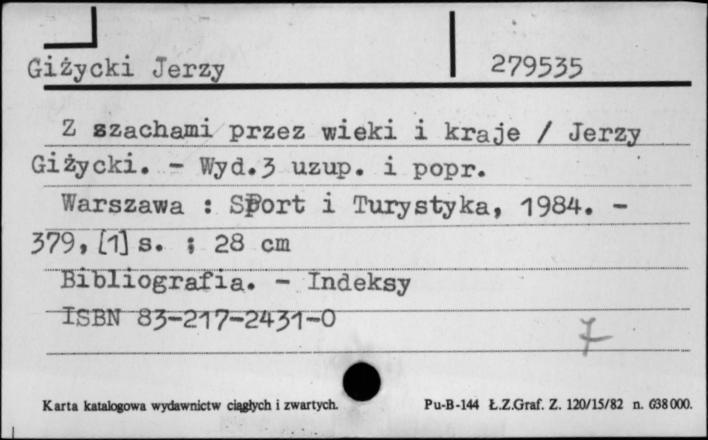 Giżycki Jerzy 279535
Z szachami przez wieki i kraje / Jerzy
Giżycki. - Wyd.3 uzup. i popr.
Warszawa : SPort i Turystyka, 1984. -
379,[1] s. ; 28 cm
Bibliografia. - Indeksy
ISBN 83-217-2431-0
7
Karta katalogowa wydawnictw ciągłych i zwartych. Pu-B-144 Ł.Z.Graf. Z. 120/15/82 n. 638000.